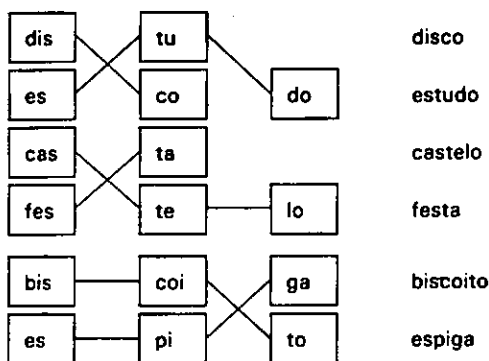 dis tu disco
es co do estudo
cas ta castelo
fes te lo festa
bis coi ga biscoito
es pi to espiga